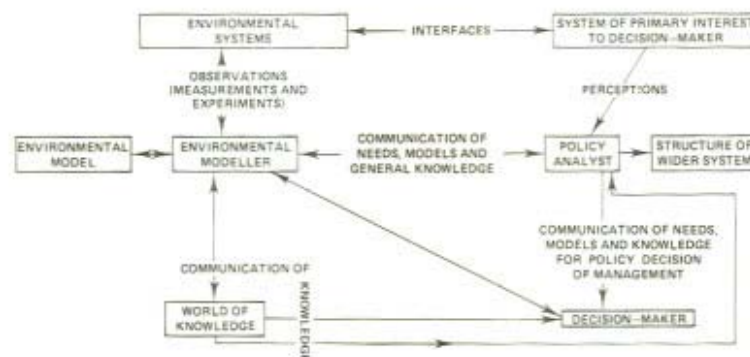 ENVIRONMENTAL
SYSTEMS
INTERFACES
SYSTEM OF PRIMARY INTEREST
TO DECISION-MAKER
OBSERVATIONS
(MEASUREMENTS AND
EXPERIMENTS)
PERCEPTIONS
ENVIRONMENTAL
MODEL
ENVIRONMENTAL
MODELLER
COMMUNICATION OF
NEEDS, MODELS AND
GENERAL KNOWLEDGE
POLICY
ANALYST
STRUCTURE OF
WIDER SYSTEM
COMMUNICATION OF NEEDS,
MODELS AND KNOWLEDGE
FOR POLICY DECISION
OF MANAGEMENT
COMMUNICATION OF
KNOWLEDGE
WORLD OF
KNOWLEDGE
DECISION-MAKER